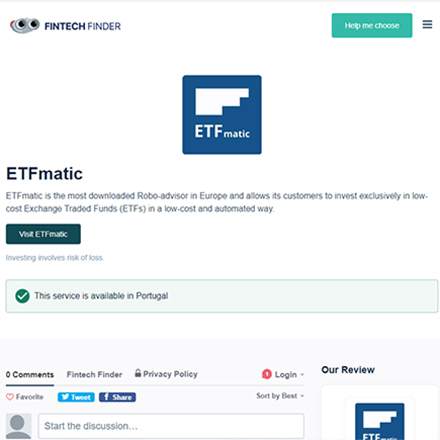 FINTECH FINDER
Help me choose
ETFmatic
ETFmatic
ETFmatic is the most downloaded Robo-advisor in Europe and allows its customers to invest exclusively in low-
cost Exchange Traded Funds (ETFs) in a low-cost and automated way.
Visit ETFmatic
Investing involves risk of loss.
This service is available in Portugal
0 Comments Fintech Finder Privacy Policy 1 Login
Favorite Tweet Share Sort by Best
Start the discussion…
Our Review
ETFmatic